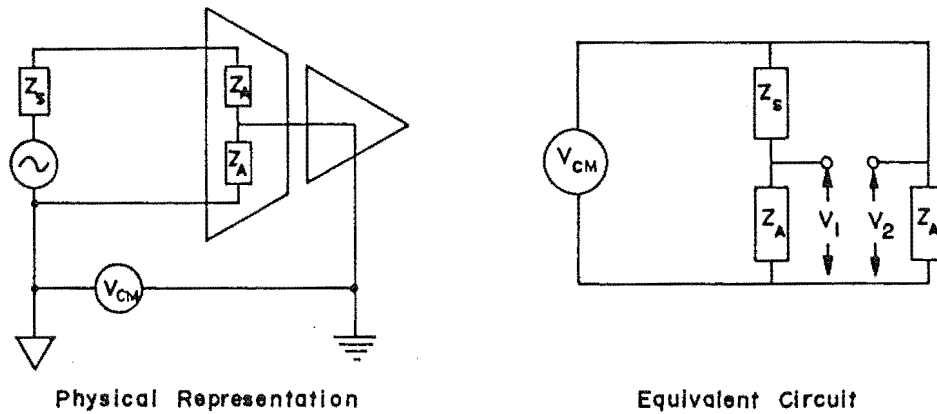 Z_s
Z_A
Z_A
V_CM
Physical Representation
V_CM
Z_s
Z_A
V_1
V_2
Z_A
Equivalent Circuit